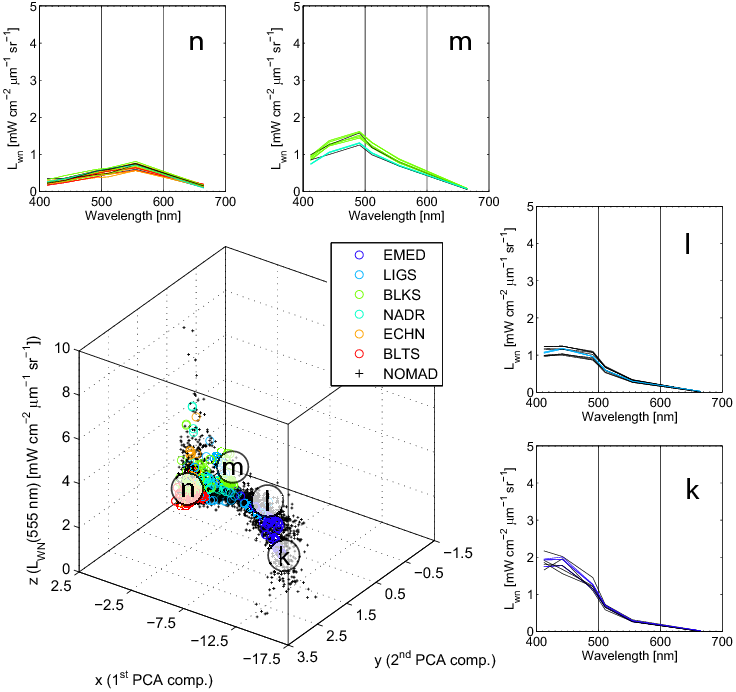 n
5
4
3
2
1
0
400 500 600 700
Wavelength [nm]
L_wn [mW cm−2 μm−1 sr−1]
m
5
4
3
2
1
0
400 500 600 700
Wavelength [nm]
L_wn [mW cm−2 μm−1 sr−1]
l
5
4
3
2
1
0
400 500 600 700
Wavelength [nm]
L_wn [mW cm−2 μm−1 sr−1]
EMED
LIGS
BLKS
NADR
ECHN
BLTS
NOMAD
10
8
6
4
2
0
z (L_WN(555 nm) [mW cm−2 μm−1 sr−1])
n
m
l
k
2.5
−2.5
−7.5
−12.5
−17.5
x (1st PCA comp.)
3.5
2.5
1.5
0.5
−0.5
−1.5
y (2nd PCA comp.)
k
5
4
3
2
1
0
400 500 600 700
Wavelength [nm]
L_wn [mW cm−2 μm−1 sr−1]